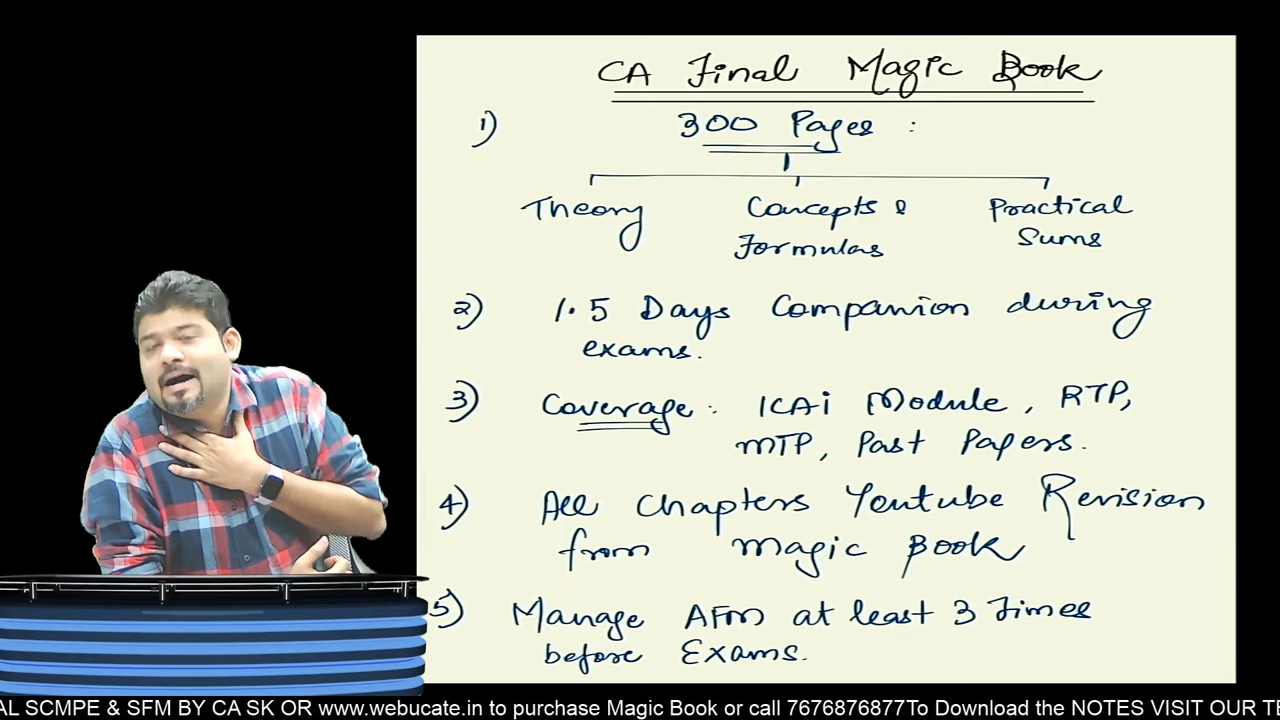 CA Final Magic Book
1) 300 Pages :
Theory Concepts & Practical
Formulas Sums
2) 1.5 Days Companion during
exams.
3) Coverage : ICAI Module, RTP,
MTP, Past Papers.
4) All Chapters Youtube Revision
from Magic Book
5) Manage AFM at least 3 Times
before Exams.
AL SCMPE & SFM BY CA SK OR www.webucate.in to purchase Magic Book or call 7676876877To Download the NOTES VISIT OUR TE